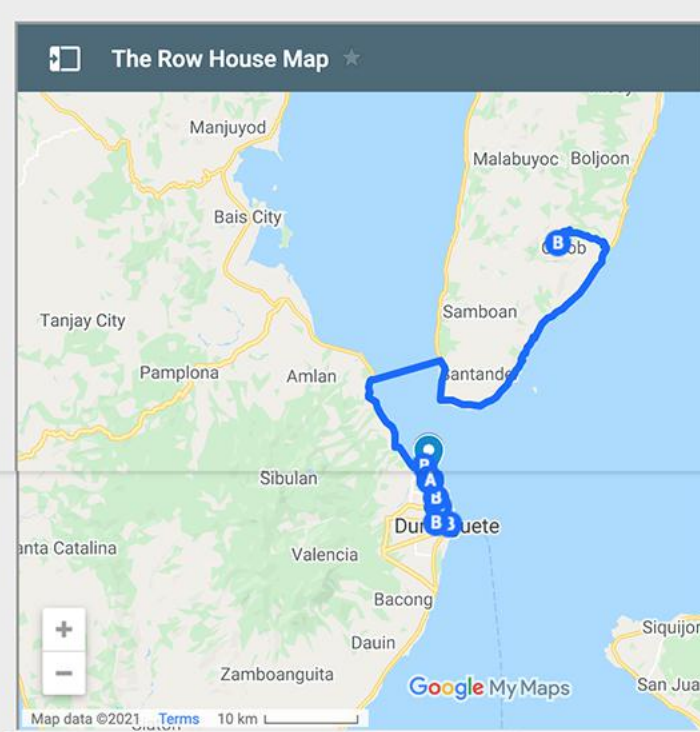 The Row House Map
Manjuyod
Malabuyoc
Boljoon
Bais City
B
Samboan
Tanjay City
Pamplona
Amlan
Sibulan
A
B
B
anta Catalina
Valencia
Bacong
Siquijor
Dauin
Zamboanguita
Google My Maps
San Jua
+
−
Map data ©2021
Terms
10 km